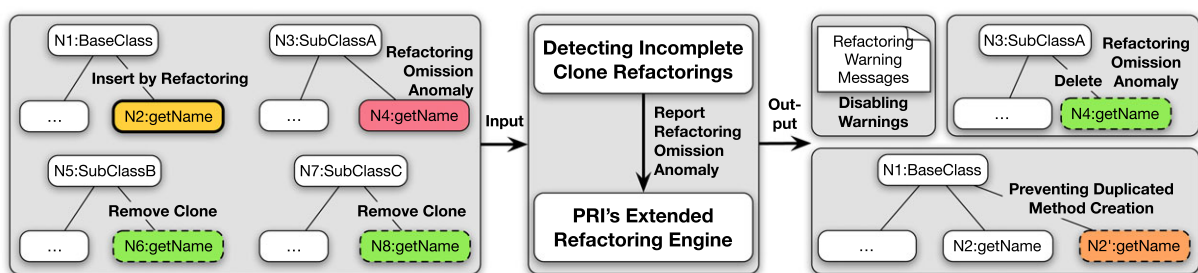 N1:BaseClass
Insert by Refactoring
...
N2:getName
N3:SubClassA
Refactoring
Omission
Anomaly
...
N4:getName
N5:SubClassB
Remove Clone
...
N6:getName
N7:SubClassC
Remove Clone
...
N8:getName
Input
Detecting Incomplete
Clone Refactorings
Report
Refactoring
Omission
Anomaly
PRI's Extended
Refactoring Engine
Out-
put
Refactoring
Warning
Messages
Disabling
Warnings
N3:SubClassA
Refactoring
Omission
Anomaly
Delete
...
N4:getName
N1:BaseClass
Preventing Duplicated
Method Creation
...
N2:getName
N2':getName